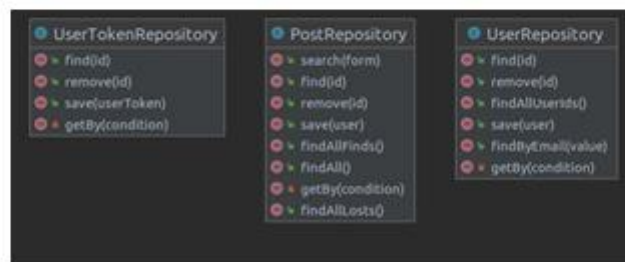 UserTokenRepository
find(id)
remove(id)
save(userToken)
getBy(condition)
PostRepository
search(form)
find(id)
remove(id)
save(user)
findAllFinds()
findAll()
getBy(condition)
findAllLosts()
UserRepository
find(id)
remove(id)
findAllUserIds()
save(user)
findByEmail(value)
getBy(condition)